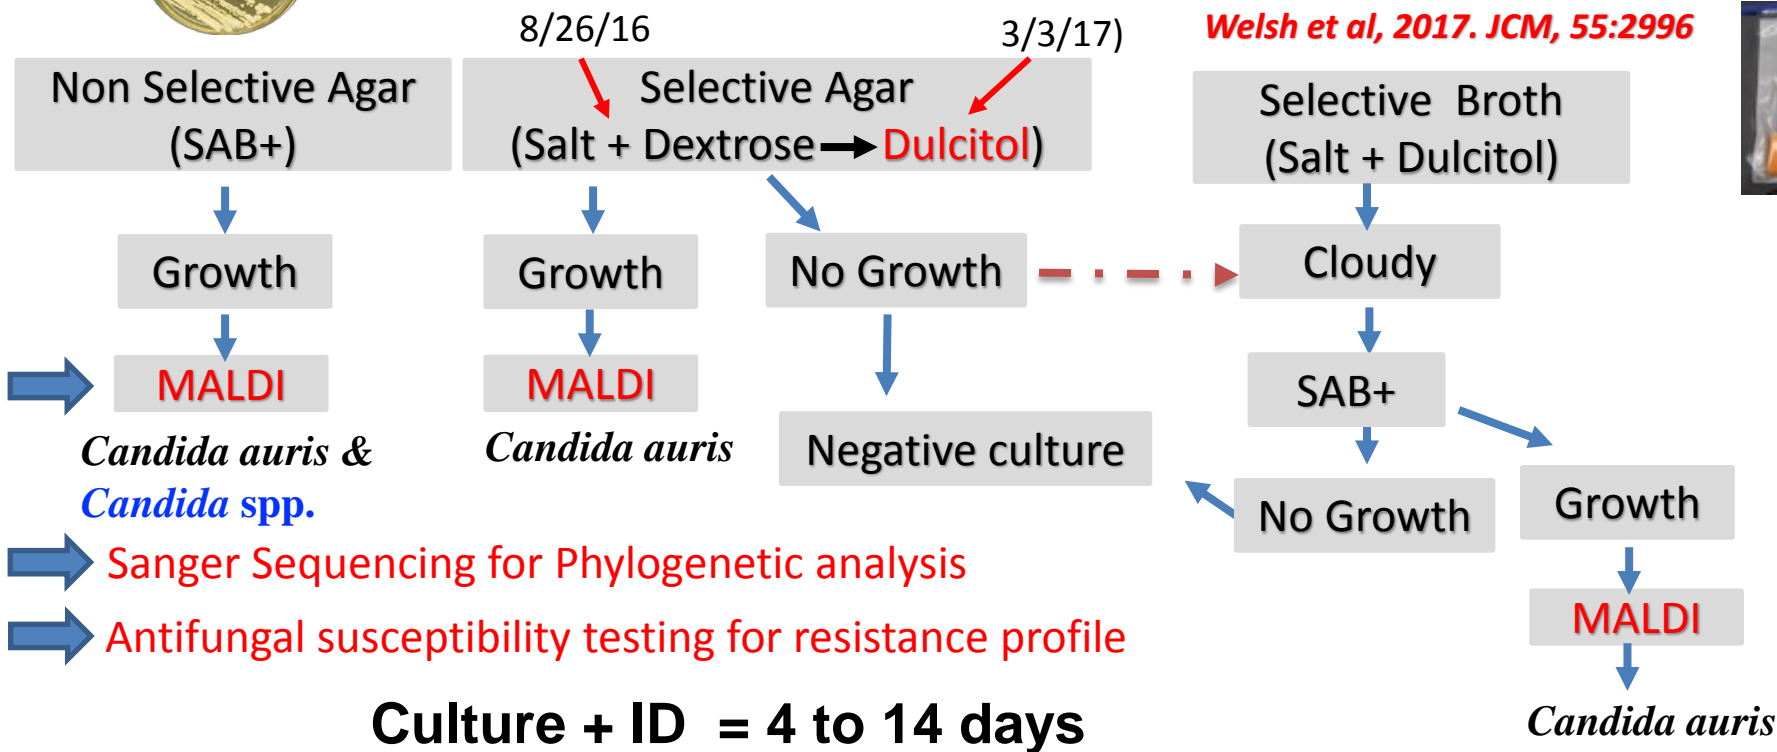 8/26/16
3/3/17)
Welsh et al, 2017. JCM, 55:2996
Non Selective Agar
(SAB+)
Selective Agar
(Salt + Dextrose Dulcitol)
Selective Broth
(Salt + Dulcitol)
Growth
Growth
No Growth
Cloudy
MALDI
MALDI
SAB+
Candida auris &
Candida spp.
Candida auris
Negative culture
No Growth
Growth
Sanger Sequencing for Phylogenetic analysis
Antifungal susceptibility testing for resistance profile
MALDI
Culture + ID = 4 to 14 days
Candida auris